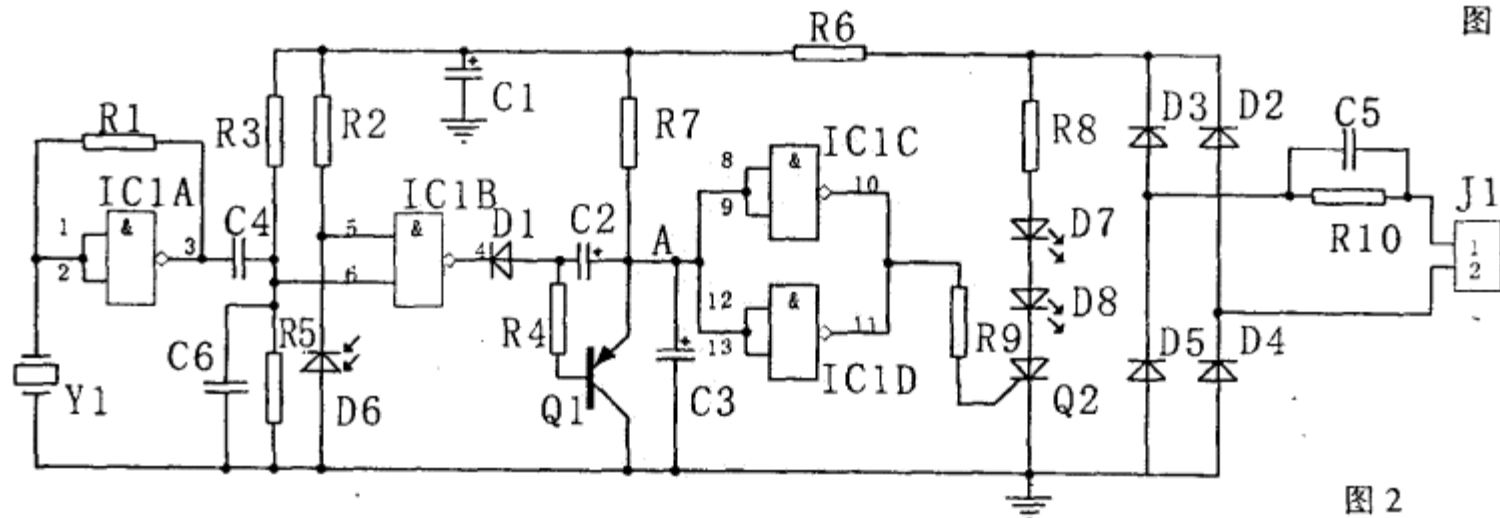 图
R6
C1
R1
R3
R2
R7
R8
D3
D2
C5
IC1A
&
1
2
3
C4
IC1B
&
5
6
4
D1
C2
A
IC1C
&
8
9
10
D7
R10
J1
1
2
12
13
&
11
IC1D
D8
R9
R4
R5
C6
Y1
D6
Q1
C3
Q2
D5
D4
图 2